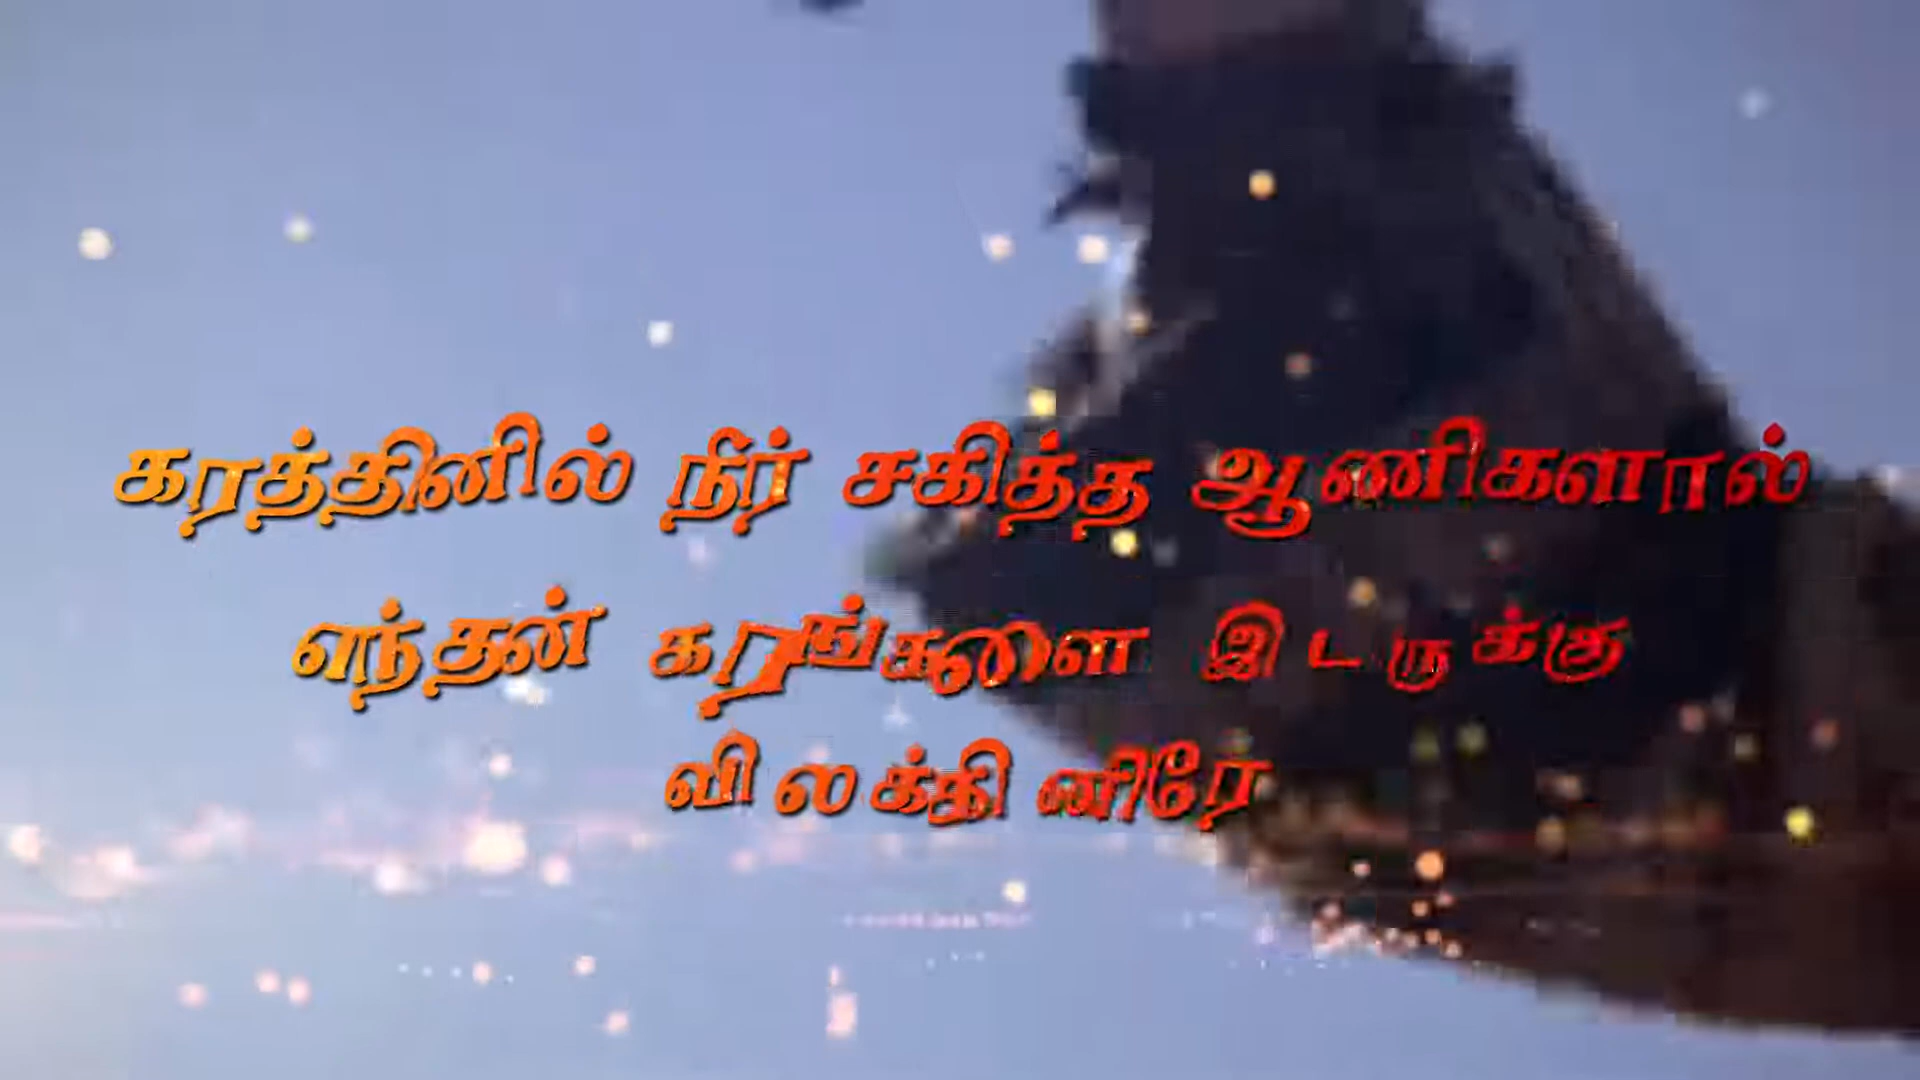 கரத்தினில் நீர் சகித்த ஆணிகளால்
எந்தன் கரங்களை இடருக்கு
விலக்கினிரே